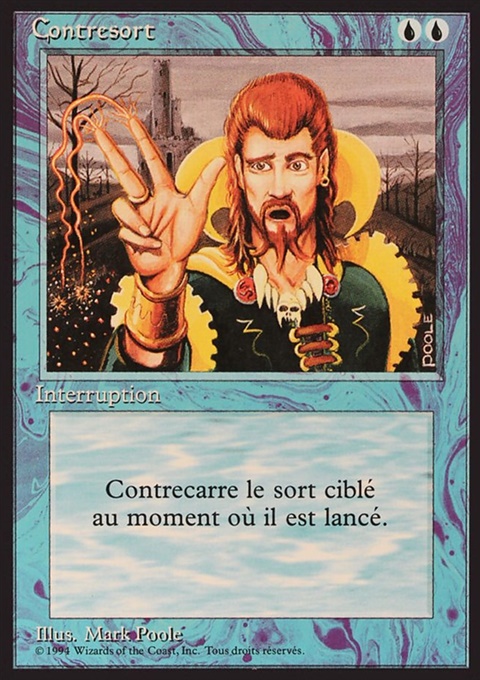 Contresort
POOLE
Interruption
Contrecarre le sort ciblé
au moment où il est lancé.
Illus. Mark Poole
© 1994 Wizards of the Coast, Inc. Tous droits réservés.